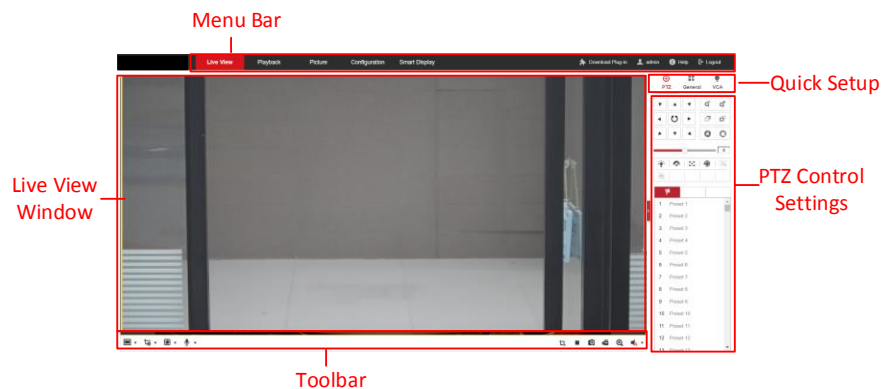 Menu Bar
Live View Playback Picture Configuration Smart Display Download Plug-in admin Help Logout
PTZ General VCA
Quick Setup
Live View
Window
PTZ Control
Settings
1 Preset 1
2 Preset 2
3 Preset 3
4 Preset 4
5 Preset 5
6 Preset 6
7 Preset 7
8 Preset 8
9 Preset 9
10 Preset 10
11 Preset 11
12 Preset 12
Toolbar